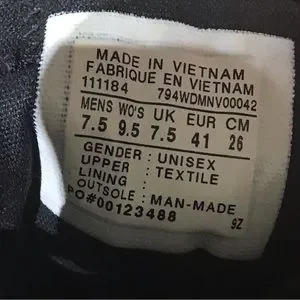 MADE IN VIETNAM
FABRIQUE EN VIETNAM
111184 794WDMNV00042
MENS WO'S UK EUR CM
7.5 9.5 7.5 41 26
GENDER : UNISEX
UPPER : TEXTILE
LINING :
OUTSOLE : MAN-MADE
PO#00123488 9Z